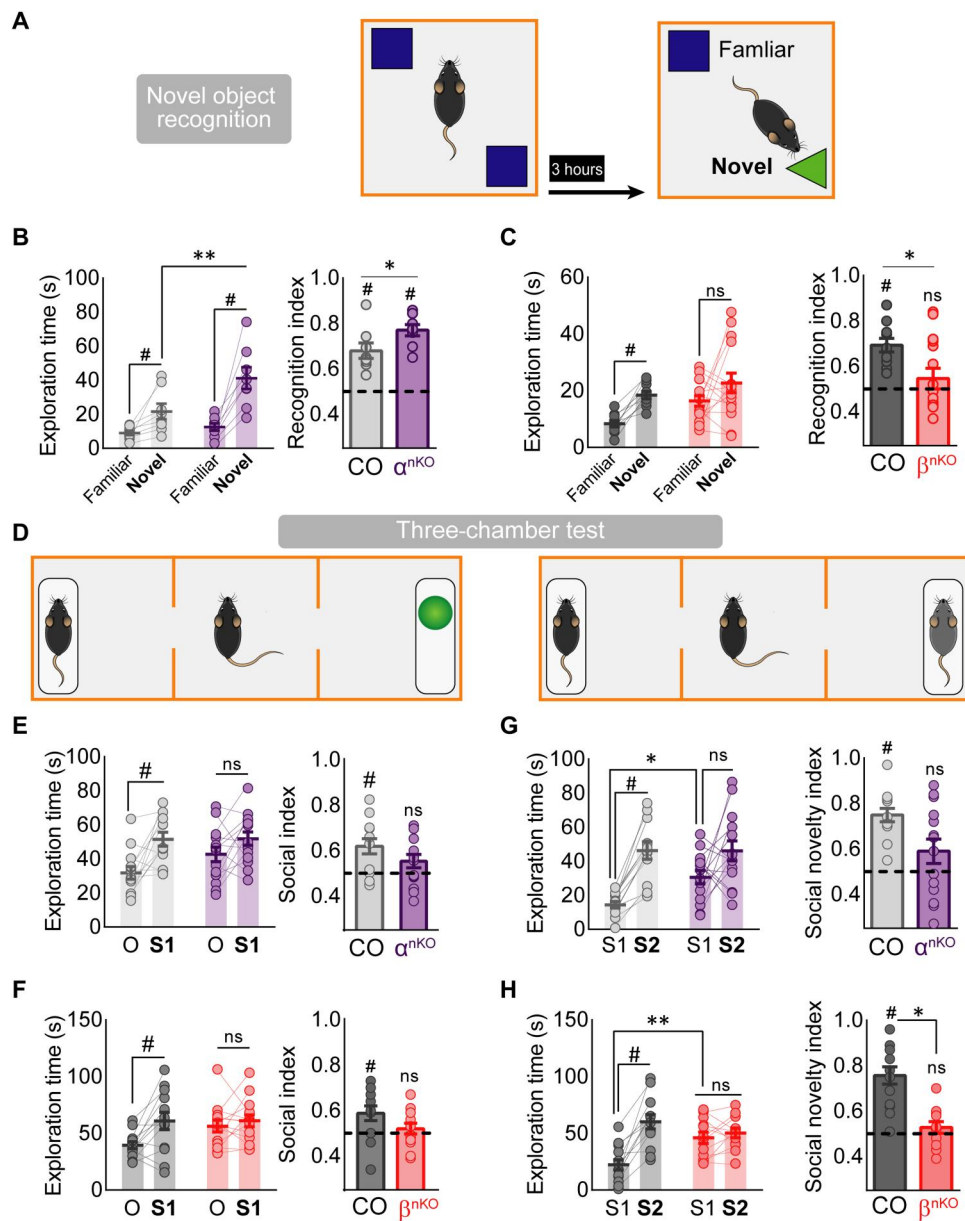 A
Novel object
recognition
Famliar
Novel
3 hours
B
Exploration time (s)
100
80
60
40
20
0
#
**
#
Familiar
Novel
Familiar
Novel
Recognition index
1.0
0.8
0.6
0.4
*
#
#
CO
αnKO
C
Exploration time (s)
60
40
20
0
#
ns
Familiar
Novel
Familiar
Novel
Recognition index
1.0
0.8
0.6
0.4
*
#
ns
CO
βnKO
D
Three-chamber test
E
Exploration time (s)
100
80
60
40
20
0
#
ns
O S1 O S1
Social index
1.0
0.8
0.6
0.4
#
ns
CO
αnKO
G
Exploration time (s)
100
80
60
40
20
0
*
#
ns
S1 S2 S1 S2
Social novelty index
1.0
0.8
0.6
0.4
#
ns
CO
αnKO
F
Exploration time (s)
150
100
50
0
#
ns
O S1 O S1
Social index
1.0
0.8
0.6
0.4
#
ns
CO
βnKO
H
Exploration time (s)
150
100
50
0
**
#
ns
S1 S2 S1 S2
Social novelty index
1.0
0.8
0.6
0.4
#
*
ns
CO
βnKO